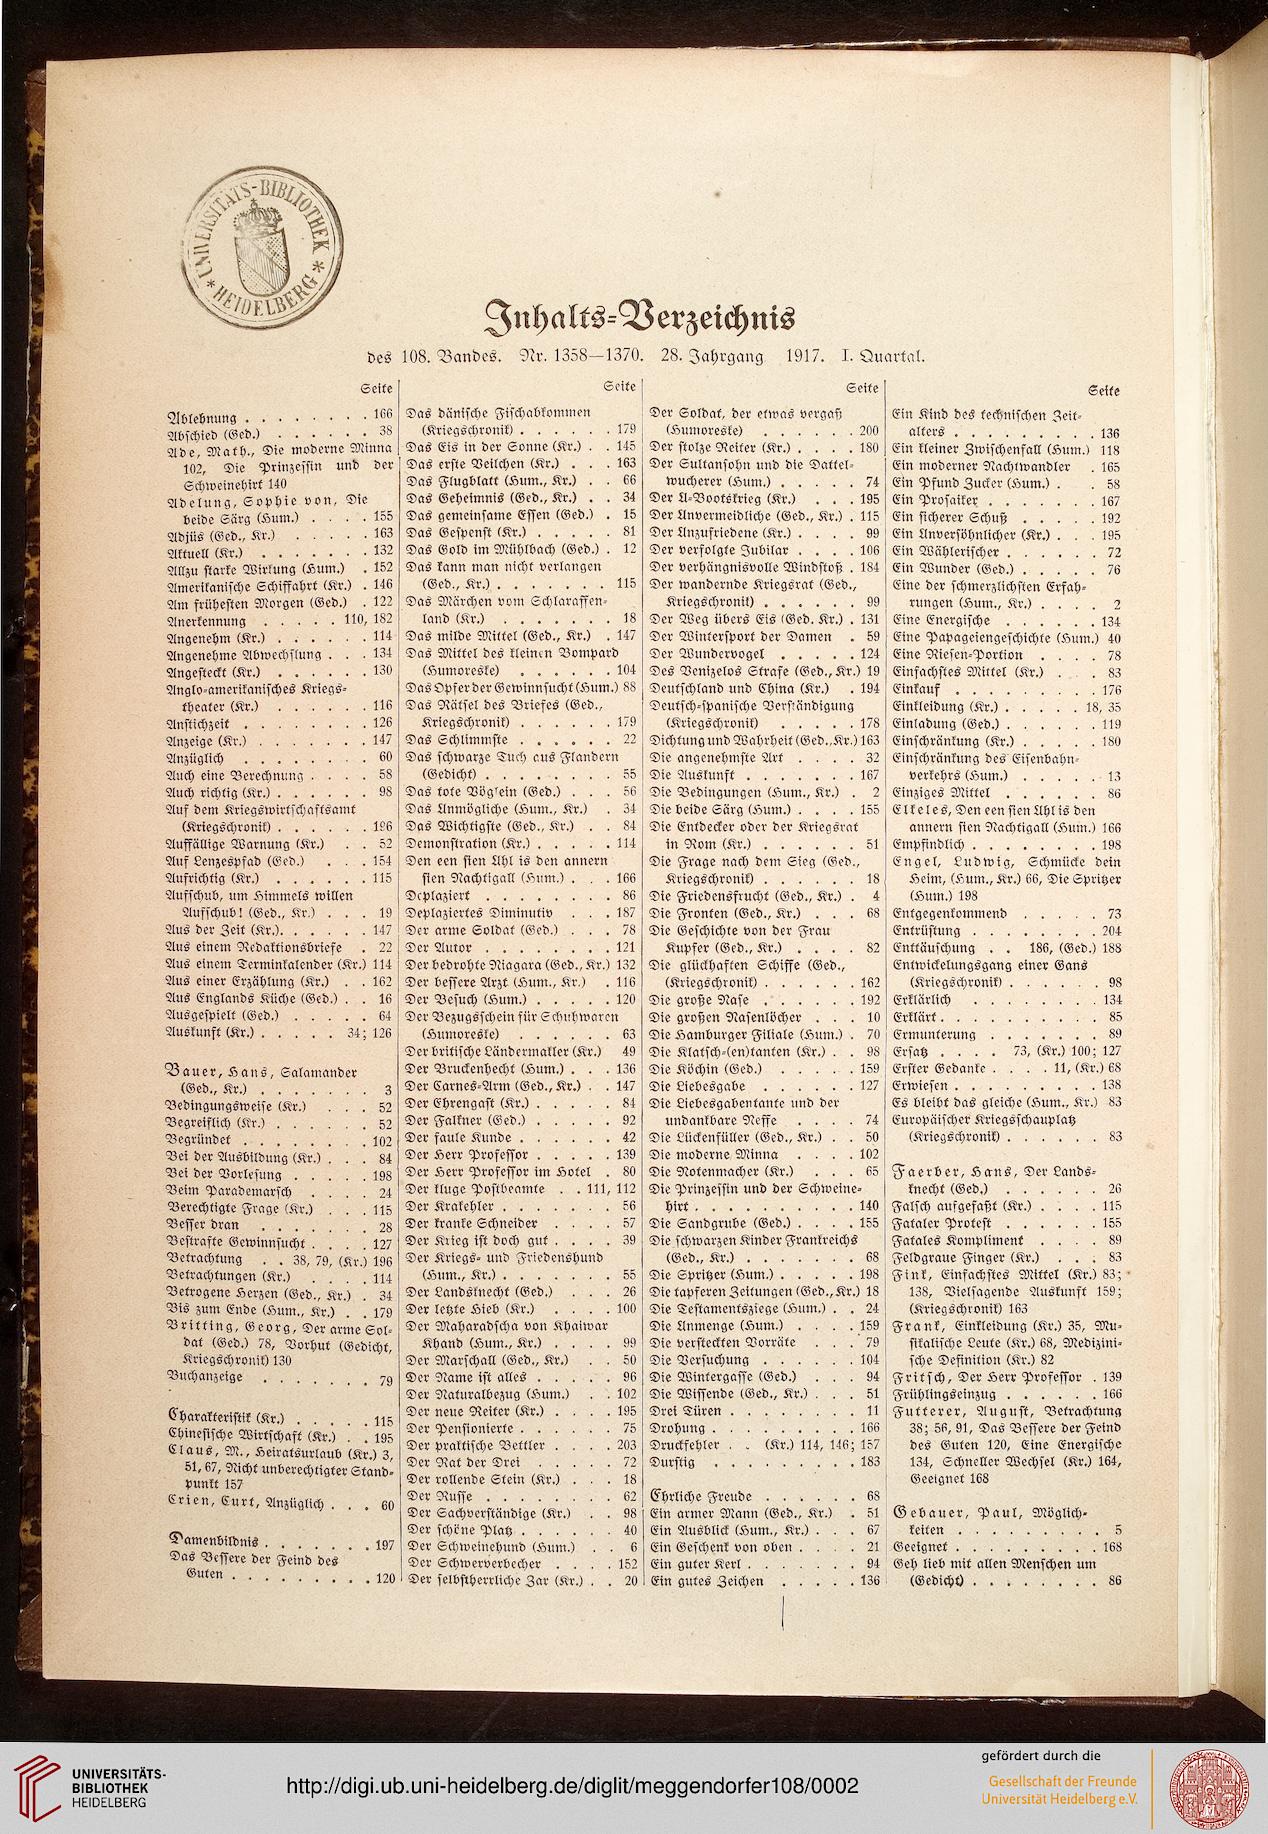 UNIVERSITÄTS-BIBLIOTHEK
* HEIDELBERG *
Inhalts=Verzeichnis
des 108. Bandes. Nr. 1358—1370. 28. Jahrgang 1917. I. Quartal.
Seite
Ablehnung . . . . . . . . 166
Abschied (Ged.) . . . . . . . 38
Abe, Math., Die moderne Minna
102, Die Prinzessin und der
Schweinehirt 140
Adelung, Sophie von, Die
beide Särg (Hum.) . . . . 155
Adjüs (Ged., Kr.) . . . . . 163
Aktuell (Kr.) . . . . . . . 132
Allzu starke Wirkung (Hum.) . 152
Amerikanische Schiffahrt (Kr.) . 146
Am frühesten Morgen (Ged.) . 122
Anerkennung . . . . . 110, 182
Angenehm (Kr.) . . . . . . 114
Angenehme Abwechslung . . . 134
Angesteckt (Kr.) . . . . . . 130
Anglo=amerikanisches Kriegs=
theater (Kr.) . . . . . . 116
Anstichzeit . . . . . . . . 126
Anzeige (Kr.) . . . . . . . 147
Anzüglich . . . . . . . . 60
Auch eine Berechnung . . . . 58
Auch richtig (Kr.) . . . . . . 98
Auf dem Kriegswirtschaftsamt
(Kriegschronik) . . . . . . 196
Auffällige Warnung (Kr.) . . 52
Auf Lenzespfad (Ged.) . . . 154
Aufrichtig (Kr.) . . . . . . 115
Aufschub, um Himmels willen
Aufschub! (Ged., Kr.) . . . 19
Aus der Zeit (Kr.) . . . . . . 147
Aus einem Redaktionsbriefe . 22
Aus einem Terminkalender (Kr.) 114
Aus einer Erzählung (Kr.) . . 162
Aus Englands Küche (Ged.) . . 16
Ausgespielt (Ged.) . . . . . 64
Auskunft (Kr.) . . . . . 34; 126
Bauer, Hans, Salamander
(Ged., Kr.) . . . . . . . 3
Bedingungsweise (Kr.) . . . 52
Begreiflich (Kr.) . . . . . . 52
Begründet . . . . . . . . 102
Bei der Ausbildung (Kr.) . . . 84
Bei der Vorlesung . . . . . 198
Beim Parademarsch . . . . 24
Berechtigte Frage (Kr.) . . . 115
Besser dran . . . . . . . 28
Bestrafte Gewinnsucht . . . . 127
Betrachtung . . 38, 79, (Kr.) 196
Betrachtungen (Kr.) . . . . 114
Betrogene Herzen (Ged., Kr.) . 34
Bis zum Ende (Hum., Kr.) . . 179
Britting, Georg, Der arme Sol=
dat (Ged.) 78, Vorhut (Gedicht,
Kriegschronik) 130
Buchanzeige . . . . . . . 79
Charakteristik (Kr.) . . . . . 115
Chinesische Wirtschaft (Kr.) . . 195
Claus, M., Heiratsurlaub (Kr.) 3,
51, 67, Nicht unberechtigter Stand=
punkt 157
Crien, Curt, Anzüglich . . . 60
Damenbildnis . . . . . . . 197
Das Bessere der Feind des
Guten . . . . . . . . . 120
Seite
Das dänische Fischabkommen
(Kriegschronik) . . . . . . 179
Das Eis in der Sonne (Kr.) . . 145
Das erste Veilchen (Kr.) . . . 163
Das Flugblatt (Hum., Kr.) . . 66
Das Geheimnis (Ged., Kr.) . . 34
Das gemeinsame Essen (Ged.) . 15
Das Gespenst (Kr.) . . . . . 81
Das Gold im Mühlbach (Ged.) . 12
Das kann man nicht verlangen
(Ged., Kr.) . . . . . . . 115
Das Märchen vom Schlaraffen=
land (Kr.) . . . . . . . 18
Das milde Mittel (Ged., Kr.) . 147
Das Mittel des kleinen Bompard
(Humoreske) . . . . . . 104
Das Opfer der Gewinnsucht (Hum.) 88
Das Rätsel des Briefes (Ged.,
Kriegschronik) . . . . . . 179
Das Schlimmste . . . . . . 22
Das schwarze Tuch aus Flandern
(Gedicht) . . . . . . . . 55
Das tote Vög'ein (Ged.) . . . 56
Das Unmögliche (Hum., Kr.) . 34
Das Wichtigste (Ged., Kr.) . . 84
Demonstration (Kr.) . . . . . 114
Den een sien Uhl is den annern
sien Nachtigall (Hum.) . . . 166
Deplaziert . . . . . . . . 86
Deplaziertes Diminutiv . . . 187
Der arme Soldat (Ged.) . . . 78
Der Autor . . . . . . . . 121
Der bedrohte Niagara (Ged., Kr.) 132
Der bessere Arzt (Hum., Kr.) . 116
Der Besuch (Hum.) . . . . . 120
Der Bezugsschein für Schuhwaren
(Humoreske) . . . . . . 63
Der britische Ländermakler (Kr.) 49
Der Bruckenhecht (Hum.) . . . 136
Der Carnes=Arm (Ged., Kr.) . . 147
Der Ehrengast (Kr.) . . . . . 84
Der Falkner (Ged.) . . . . . 92
Der faule Kunde . . . . . . 42
Der Herr Professor . . . . . 139
Der Herr Professor im Hotel . 80
Der kluge Postbeamte . . 111, 112
Der Krakehler . . . . . . . 56
Der kranke Schneider . . . . 57
Der Krieg ist doch gut . . . . 39
Der Kriegs= und Friedenshund
(Hum., Kr.) . . . . . . . 55
Der Landsknecht (Ged.) . . . 26
Der letzte Hieb (Kr.) . . . . 100
Der Maharadscha von Khaiwar
Khand (Hum., Kr.) . . . . 99
Der Marschall (Ged., Kr.) . . 50
Der Name ist alles . . . . . 96
Der Naturalbezug (Hum.) . . 102
Der neue Reiter (Kr.) . . . . 195
Der Pensionierte . . . . . . 75
Der praktische Bettler . . . . 203
Der Rat der Drei . . . . . 72
Der rollende Stein (Kr.) . . . 18
Der Russe . . . . . . . . 62
Der Sachverständige (Kr.) . . 98
Der schöne Platz . . . . . . 40
Der Schweinehund (Hum.) . . 6
Der Schwerverbecher . . . . 152
Der selbstherrliche Zar (Kr.) . . 20
Seite
Der Soldat, der etwas vergaß
(Humoreske) . . . . . . 200
Der stolze Reiter (Kr.) . . . . 180
Der Sultansohn und die Dattel=
wucherer (Hum.) . . . . . 74
Der U=Bootskrieg (Kr.) . . . 195
Der Unvermeidliche (Ged., Kr.) . 115
Der Unzufriedene (Kr.) . . . . 99
Der verfolgte Jubilar . . . . 106
Der verhängnisvolle Windstoß . 184
Der wandernde Kriegsrat (Ged.,
Kriegschronik) . . . . . . 99
Der Weg übers Eis (Ged. Kr.) . 131
Der Wintersport der Damen . 59
Der Wundervogel . . . . . 124
Des Venizelos Strafe (Ged., Kr.) 19
Deutschland und China (Kr.) . 194
Deutsch=spanische Verständigung
(Kriegschronik) . . . . . 178
Dichtung und Wahrheit (Ged., Kr.) 163
Die angenehmste Art . . . . 32
Die Auskunft . . . . . . . 167
Die Bedingungen (Hum., Kr.) . 2
Die beide Särg (Hum.) . . . . 155
Die Entdecker oder der Kriegsrat
in Rom (Kr.) . . . . . . 51
Die Frage nach dem Sieg (Ged.,
Kriegschronik) . . . . . . 18
Die Friedensfrucht (Ged., Kr.) . 4
Die Fronten (Ged., Kr.) . . . 68
Die Geschichte von der Frau
Kupfer (Ged., Kr.) . . . . 82
Die glückhaften Schiffe (Ged.,
Kriegschronik) . . . . . . 162
Die große Nase . . . . . . 192
Die großen Nasenlöcher . . . 10
Die Hamburger Filiale (Hum.) . 70
Die Klatsch=(en)tanten (Kr.) . . 98
Die Köchin (Ged.) . . . . . 159
Die Liebesgabe . . . . . . 127
Die Liebesgabentante und der
undankbare Neffe . . . . 74
Die Lückenfüller (Ged., Kr.) . . 50
Die moderne Minna . . . . 102
Die Notenmacher (Kr.) . . . 65
Die Prinzessin und der Schweine=
hirt . . . . . . . . . . 140
Die Sandgrube (Ged.) . . . . 155
Die schwarzen Kinder Frankreichs
(Ged., Kr.) . . . . . . . 68
Die Spritzer (Hum.) . . . . . 198
Die tapferen Zeitungen (Ged., Kr.) 18
Die Testamentsziege (Hum.) . . 24
Die Unmenge (Hum.) . . . . 159
Die versteckten Vorräte . . . 79
Die Versuchung . . . . . . 104
Die Wintergasse (Ged.) . . . 94
Die Wissende (Ged., Kr.) . . . 51
Drei Türen . . . . . . . . 11
Drohung . . . . . . . . . 166
Druckfehler . . (Kr.) 114, 146; 157
Durstig . . . . . . . . . 183
Ehrliche Freude . . . . . . 68
Ein armer Mann (Ged., Kr.) . 51
Ein Ausblick (Hum., Kr.) . . . 67
Ein Geschenk von oben . . . . 21
Ein guter Kerl . . . . . . . 94
Ein gutes Zeichen . . . . . 136
Seite
Ein Kind des technischen Zeit=
alters . . . . . . . . . 136
Ein kleiner Zwischenfall (Hum.) 118
Ein moderner Nachtwandler . 165
Ein Pfund Zucker (Hum.) . . 58
Ein Prosaiker . . . . . . . 167
Ein sicherer Schuß . . . . . 192
Ein Unversöhnlicher (Kr.) . . . 195
Ein Wählerischer . . . . . . 72
Ein Wunder (Ged.) . . . . . 76
Eine der schmerzlichsten Erfah=
rungen (Hum., Kr.) . . . . 2
Eine Energische . . . . . . 134
Eine Papageiengeschichte (Hum.) 40
Eine Riesen=Portion . . . . 78
Einfachstes Mittel (Kr.) . . . 83
Einkauf . . . . . . . . . 176
Einkleidung (Kr.) . . . . . 18, 35
Einladung (Ged.) . . . . . . 119
Einschränkung (Kr.) . . . . . 180
Einschränkung des Eisenbahn=
verkehrs (Hum.) . . . . . 13
Einziges Mittel . . . . . . 86
Elkeles, Den een sien Uhl is den
annern sien Nachtigall (Hum.) 166
Empfindlich . . . . . . . . 198
Engel, Ludwig, Schmücke dein
Heim, (Hum., Kr.) 66, Die Spritzer
(Hum.) 198
Entgegenkommend . . . . . 73
Entrüstung . . . . . . . . 204
Enttäuschung . . 186, (Ged.) 188
Entwickelungsgang einer Gans
(Kriegschronik) . . . . . . 98
Erklärlich . . . . . . . . 134
Erklärt . . . . . . . . . . 85
Ermunterung . . . . . . . 89
Ersatz . . . . 73, (Kr.) 100; 127
Erster Gedanke . . . . 11, (Kr.) 68
Erwiesen . . . . . . . . . 138
Es bleibt das gleiche (Hum., Kr.) 83
Europäischer Kriegsschauplatz
(Kriegschronik) . . . . . . 83
Faerber, Hans, Der Lands=
knecht (Ged.) . . . . . . 26
Falsch aufgefaßt (Kr.) . . . . 115
Fataler Protest . . . . . . 155
Fatales Kompliment . . . . 89
Feldgraue Finger (Kr.) . . . 83
Fink, Einfachstes Mittel (Kr.) 83;
138, Vielsagende Auskunft 159;
(Kriegschronik) 163
Frank, Einkleidung (Kr.) 35, Mu=
sikalische Leute (Kr.) 68, Medizini=
sche Definition (Kr.) 82
Fritsch, Der Herr Professor . 139
Frühlingseinzug . . . . . . 166
Futterer, August, Betrachtung
38; 56, 91, Das Bessere der Feind
des Guten 120, Eine Energische
134, Schneller Wechsel (Kr.) 164,
Geeignet 168
Gebauer, Paul, Möglich=
keiten . . . . . . . . . 5
Geeignet . . . . . . . . . 168
Geh lieb mit allen Menschen um
(Gedicht) . . . . . . . . 86
UNIVERSITÄTS-
BIBLIOTHEK
HEIDELBERG
http://digi.ub.uni-heidelberg.de/diglit/meggendorfer108/0002
gefördert durch die
Gesellschaft der Freunde
Universität Heidelberg e.V.